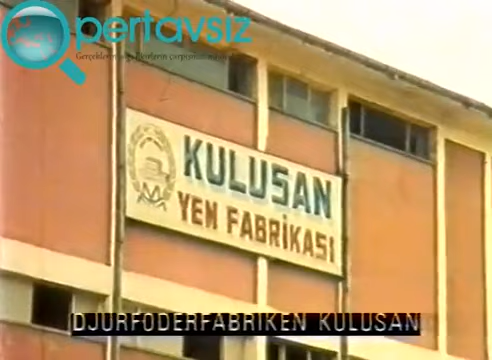 pertavsiz
KULUSAN
YEM FABRİKASI
DJURFODERFABRIKEN KULUSAN